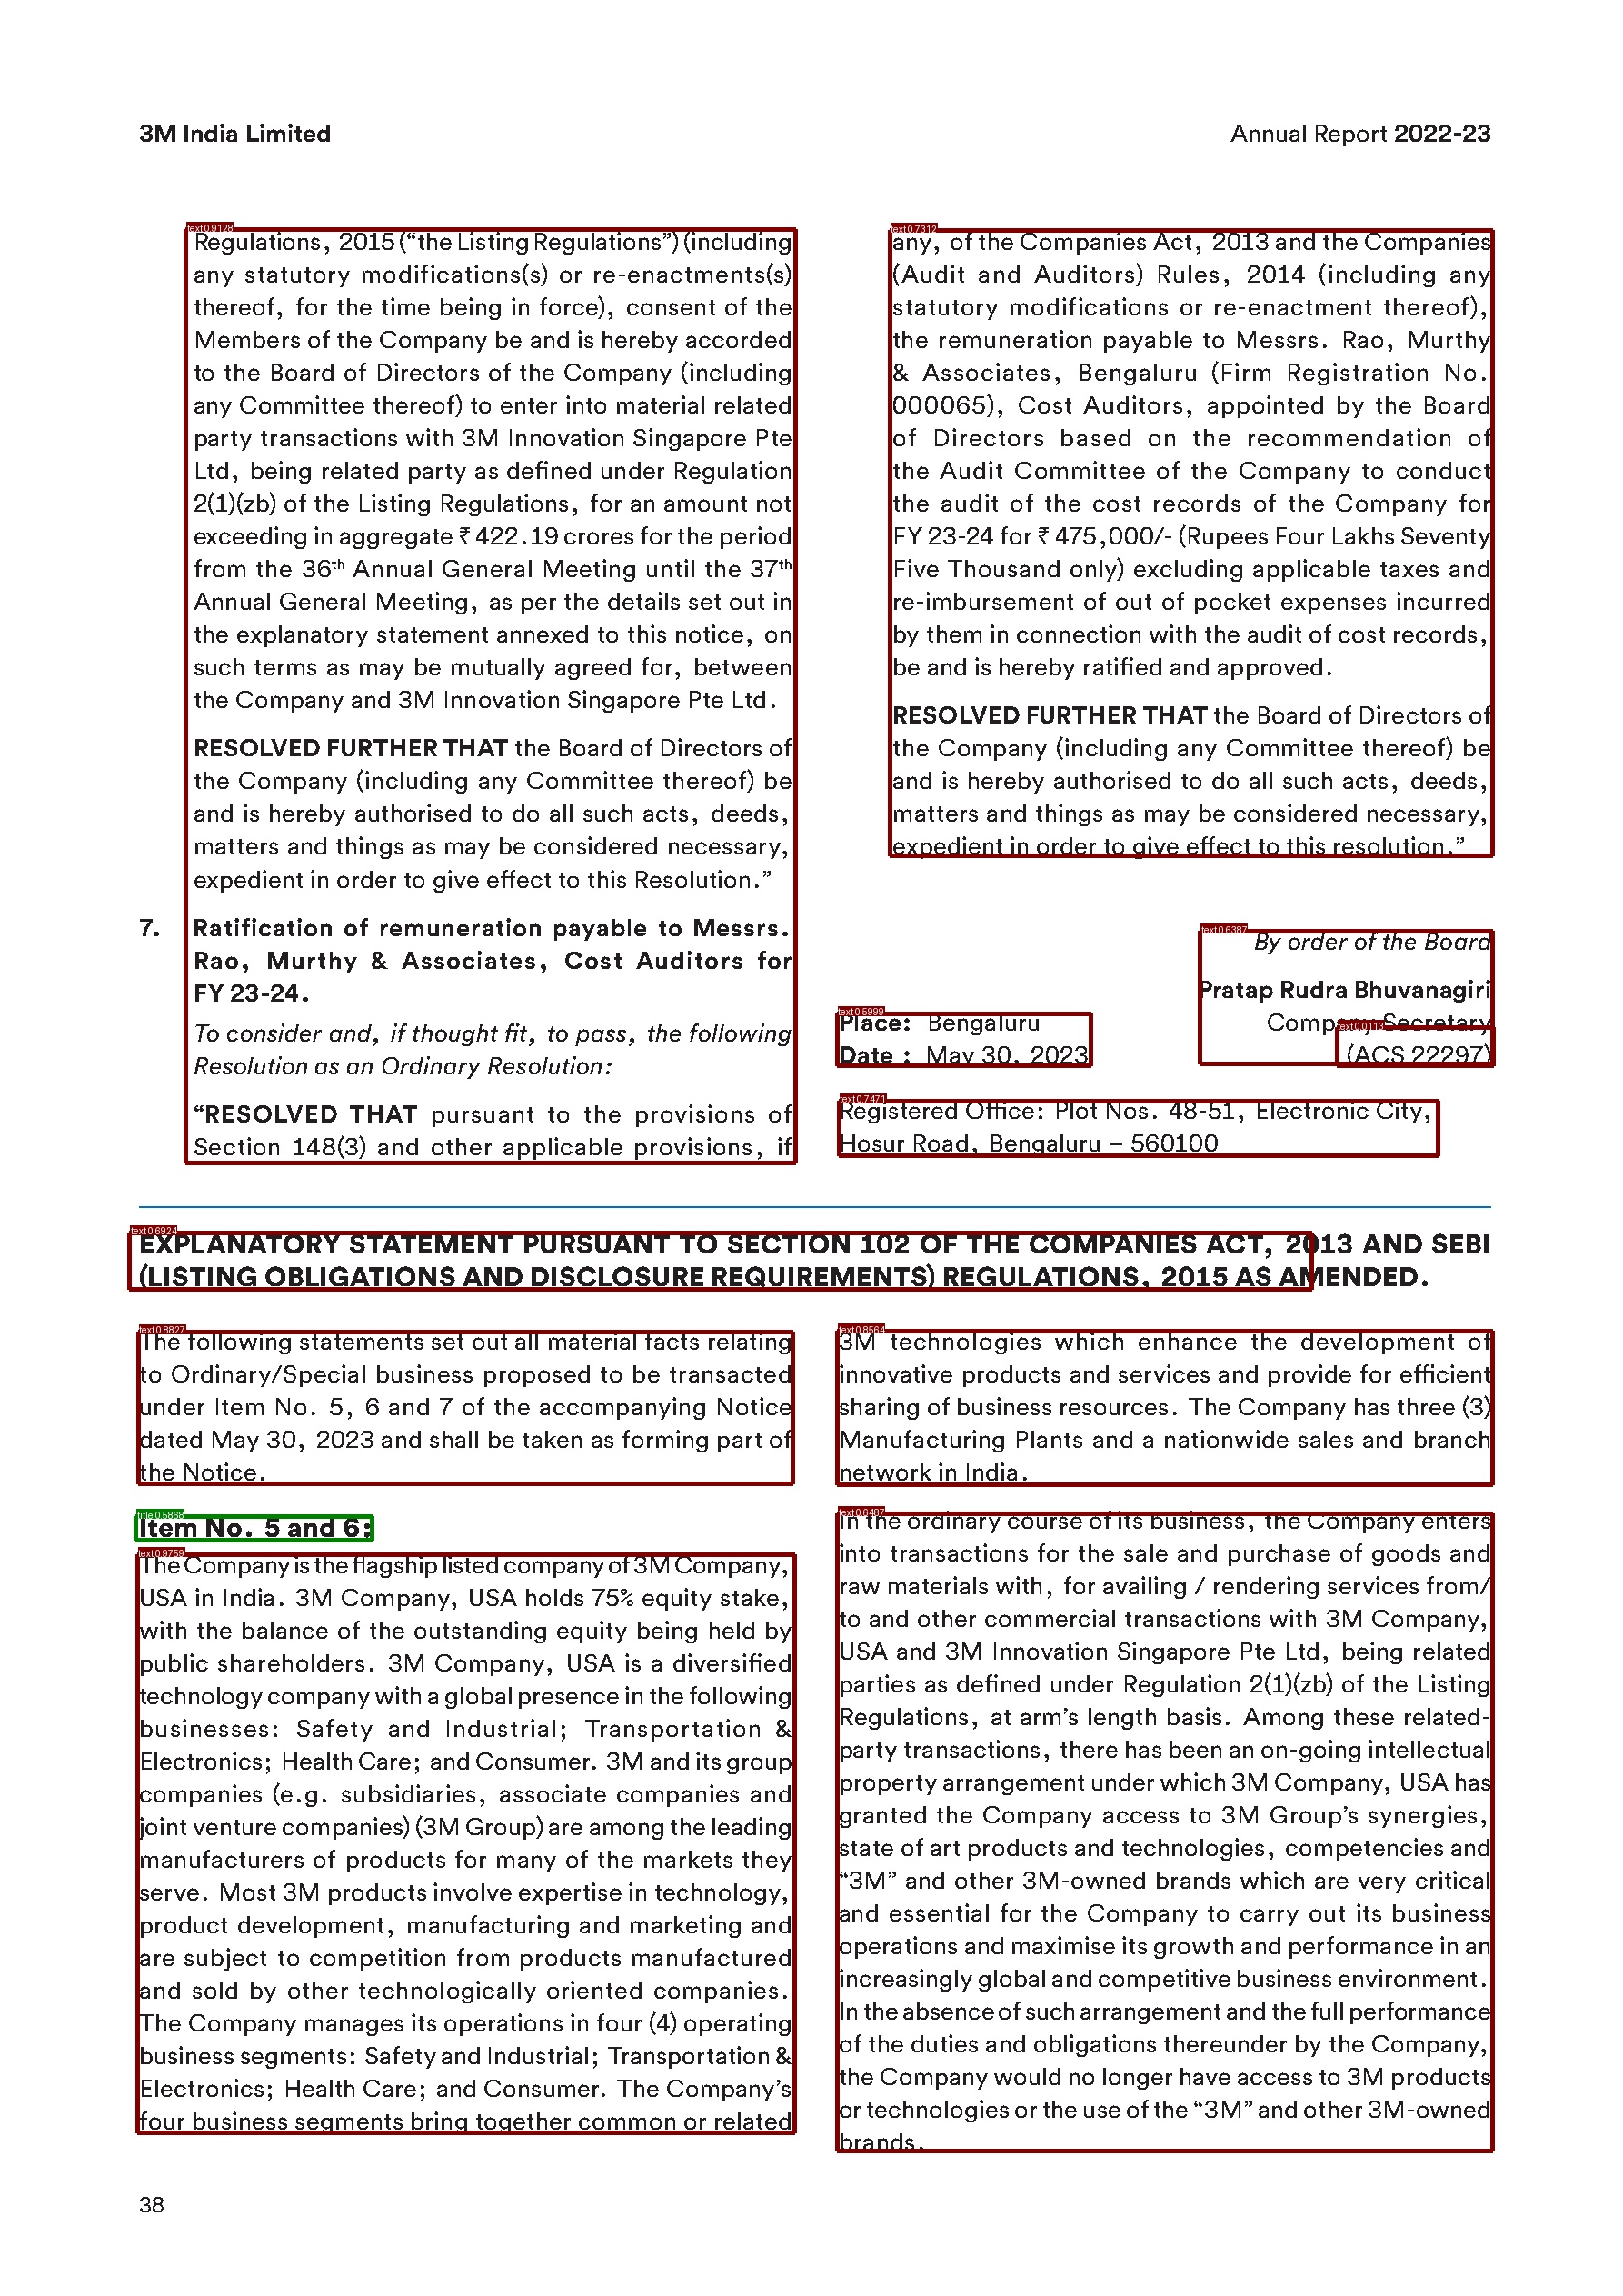 3M India Limited
Annual Report 2022-23
Regulations, 2015 (“the Listing Regulations”) (including
any statutory modifications(s) or re-enactments(s)
thereof, for the time being in force), consent of the
Members of the Company be and is hereby accorded
to the Board of Directors of the Company (including
any Committee thereof) to enter into material related
party transactions with 3M Innovation Singapore Pte
Ltd, being related party as defined under Regulation
2(1)(zb) of the Listing Regulations, for an amount not
exceeding in aggregate ₹ 422.19 crores for the period
from the 36th Annual General Meeting until the 37th
Annual General Meeting, as per the details set out in
the explanatory statement annexed to this notice, on
such terms as may be mutually agreed for, between
the Company and 3M Innovation Singapore Pte Ltd.
RESOLVED FURTHER THAT the Board of Directors of
the Company (including any Committee thereof) be
and is hereby authorised to do all such acts, deeds,
matters and things as may be considered necessary,
expedient in order to give effect to this Resolution.”
7. Ratification of remuneration payable to Messrs.
Rao, Murthy & Associates, Cost Auditors for
FY 23-24.
To consider and, if thought fit, to pass, the following
Resolution as an Ordinary Resolution:
“RESOLVED THAT pursuant to the provisions of
Section 148(3) and other applicable provisions, if
any, of the Companies Act, 2013 and the Companies
(Audit and Auditors) Rules, 2014 (including any
statutory modifications or re-enactment thereof),
the remuneration payable to Messrs. Rao, Murthy
& Associates, Bengaluru (Firm Registration No.
000065), Cost Auditors, appointed by the Board
of Directors based on the recommendation of
the Audit Committee of the Company to conduct
the audit of the cost records of the Company for
FY 23-24 for ₹ 475,000/- (Rupees Four Lakhs Seventy
Five Thousand only) excluding applicable taxes and
re-imbursement of out of pocket expenses incurred
by them in connection with the audit of cost records,
be and is hereby ratified and approved.
RESOLVED FURTHER THAT the Board of Directors of
the Company (including any Committee thereof) be
and is hereby authorised to do all such acts, deeds,
matters and things as may be considered necessary,
expedient in order to give effect to this resolution.”
By order of the Board
Pratap Rudra Bhuvanagiri
Company Secretary
(ACS 22297)
Place: Bengaluru
Date : May 30, 2023
Registered Office: Plot Nos. 48-51, Electronic City,
Hosur Road, Bengaluru – 560100
EXPLANATORY STATEMENT PURSUANT TO SECTION 102 OF THE COMPANIES ACT, 2013 AND SEBI
(LISTING OBLIGATIONS AND DISCLOSURE REQUIREMENTS) REGULATIONS, 2015 AS AMENDED.
The following statements set out all material facts relating
to Ordinary/Special business proposed to be transacted
under Item No. 5, 6 and 7 of the accompanying Notice
dated May 30, 2023 and shall be taken as forming part of
the Notice.
Item No. 5 and 6:
The Company is the flagship listed company of 3M Company,
USA in India. 3M Company, USA holds 75% equity stake,
with the balance of the outstanding equity being held by
public shareholders. 3M Company, USA is a diversified
technology company with a global presence in the following
businesses: Safety and Industrial; Transportation &
Electronics; Health Care; and Consumer. 3M and its group
companies (e.g. subsidiaries, associate companies and
joint venture companies) (3M Group) are among the leading
manufacturers of products for many of the markets they
serve. Most 3M products involve expertise in technology,
product development, manufacturing and marketing and
are subject to competition from products manufactured
and sold by other technologically oriented companies.
The Company manages its operations in four (4) operating
business segments: Safety and Industrial; Transportation &
Electronics; Health Care; and Consumer. The Company’s
four business segments bring together common or related
3M technologies which enhance the development of
innovative products and services and provide for efficient
sharing of business resources. The Company has three (3)
Manufacturing Plants and a nationwide sales and branch
network in India.
In the ordinary course of its business, the Company enters
into transactions for the sale and purchase of goods and
raw materials with, for availing / rendering services from/
to and other commercial transactions with 3M Company,
USA and 3M Innovation Singapore Pte Ltd, being related
parties as defined under Regulation 2(1)(zb) of the Listing
Regulations, at arm’s length basis. Among these related-
party transactions, there has been an on-going intellectual
property arrangement under which 3M Company, USA has
granted the Company access to 3M Group’s synergies,
state of art products and technologies, competencies and
“3M” and other 3M-owned brands which are very critical
and essential for the Company to carry out its business
operations and maximise its growth and performance in an
increasingly global and competitive business environment.
In the absence of such arrangement and the full performance
of the duties and obligations thereunder by the Company,
the Company would no longer have access to 3M products
or technologies or the use of the “3M” and other 3M-owned
brands.
38